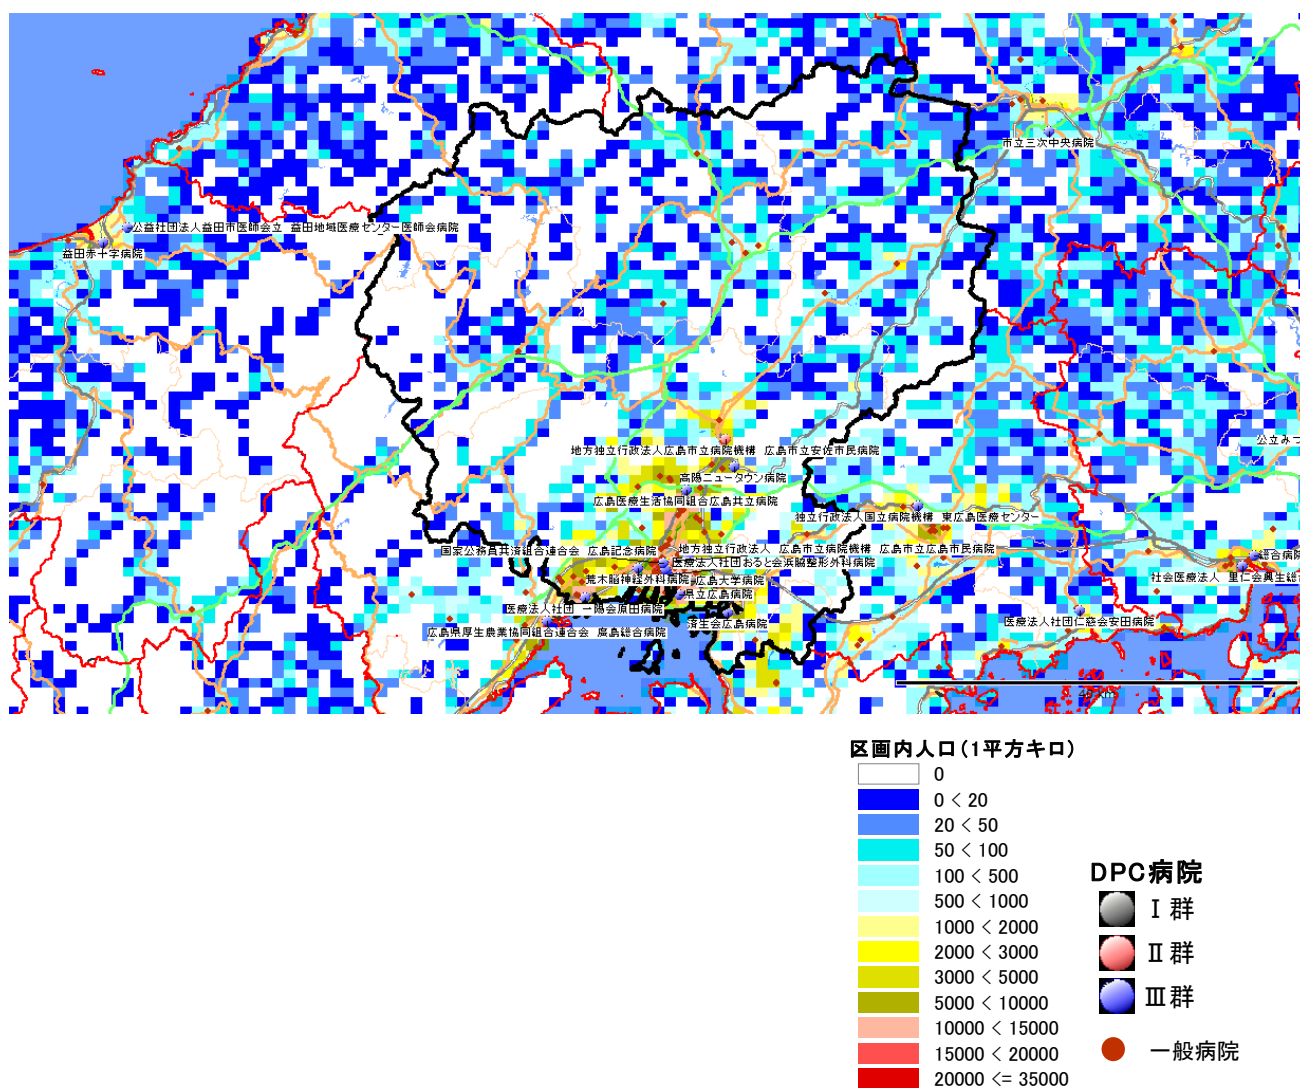 市立三次中央病院
公益社団法人益田市医師会立 益田地域医療センター医師会病院
益田赤十字病院
公立みつ
地方独立行政法人広島市立病院機構 広島市立安佐市民病院
高陽ニュータウン病院
広島医療生活協同組合広島共立病院
独立行政法人国立病院機構 東広島医療センター
国家公務員共済組合連合会 広島記念病院
地方独立行政法人 広島市立病院機構 広島市立広島市民病院
医療法人社団おると会浜脇整形外科病院
総合病院
荒木脳神経外科病院
広島大学病院
社会医療法人 里仁会興生総合
県立広島病院
医療法人社団 一陽会原田病院
済生会広島病院
医療法人社団仁慈会安田病院
広島県厚生農業協同組合連合会 廣島総合病院
区画内人口(1平方キロ)
0
0 < 20
20 < 50
50 < 100
100 < 500
500 < 1000
1000 < 2000
2000 < 3000
3000 < 5000
5000 < 10000
10000 < 15000
15000 < 20000
20000 <= 35000
DPC病院
Ⅰ群
Ⅱ群
Ⅲ群
一般病院